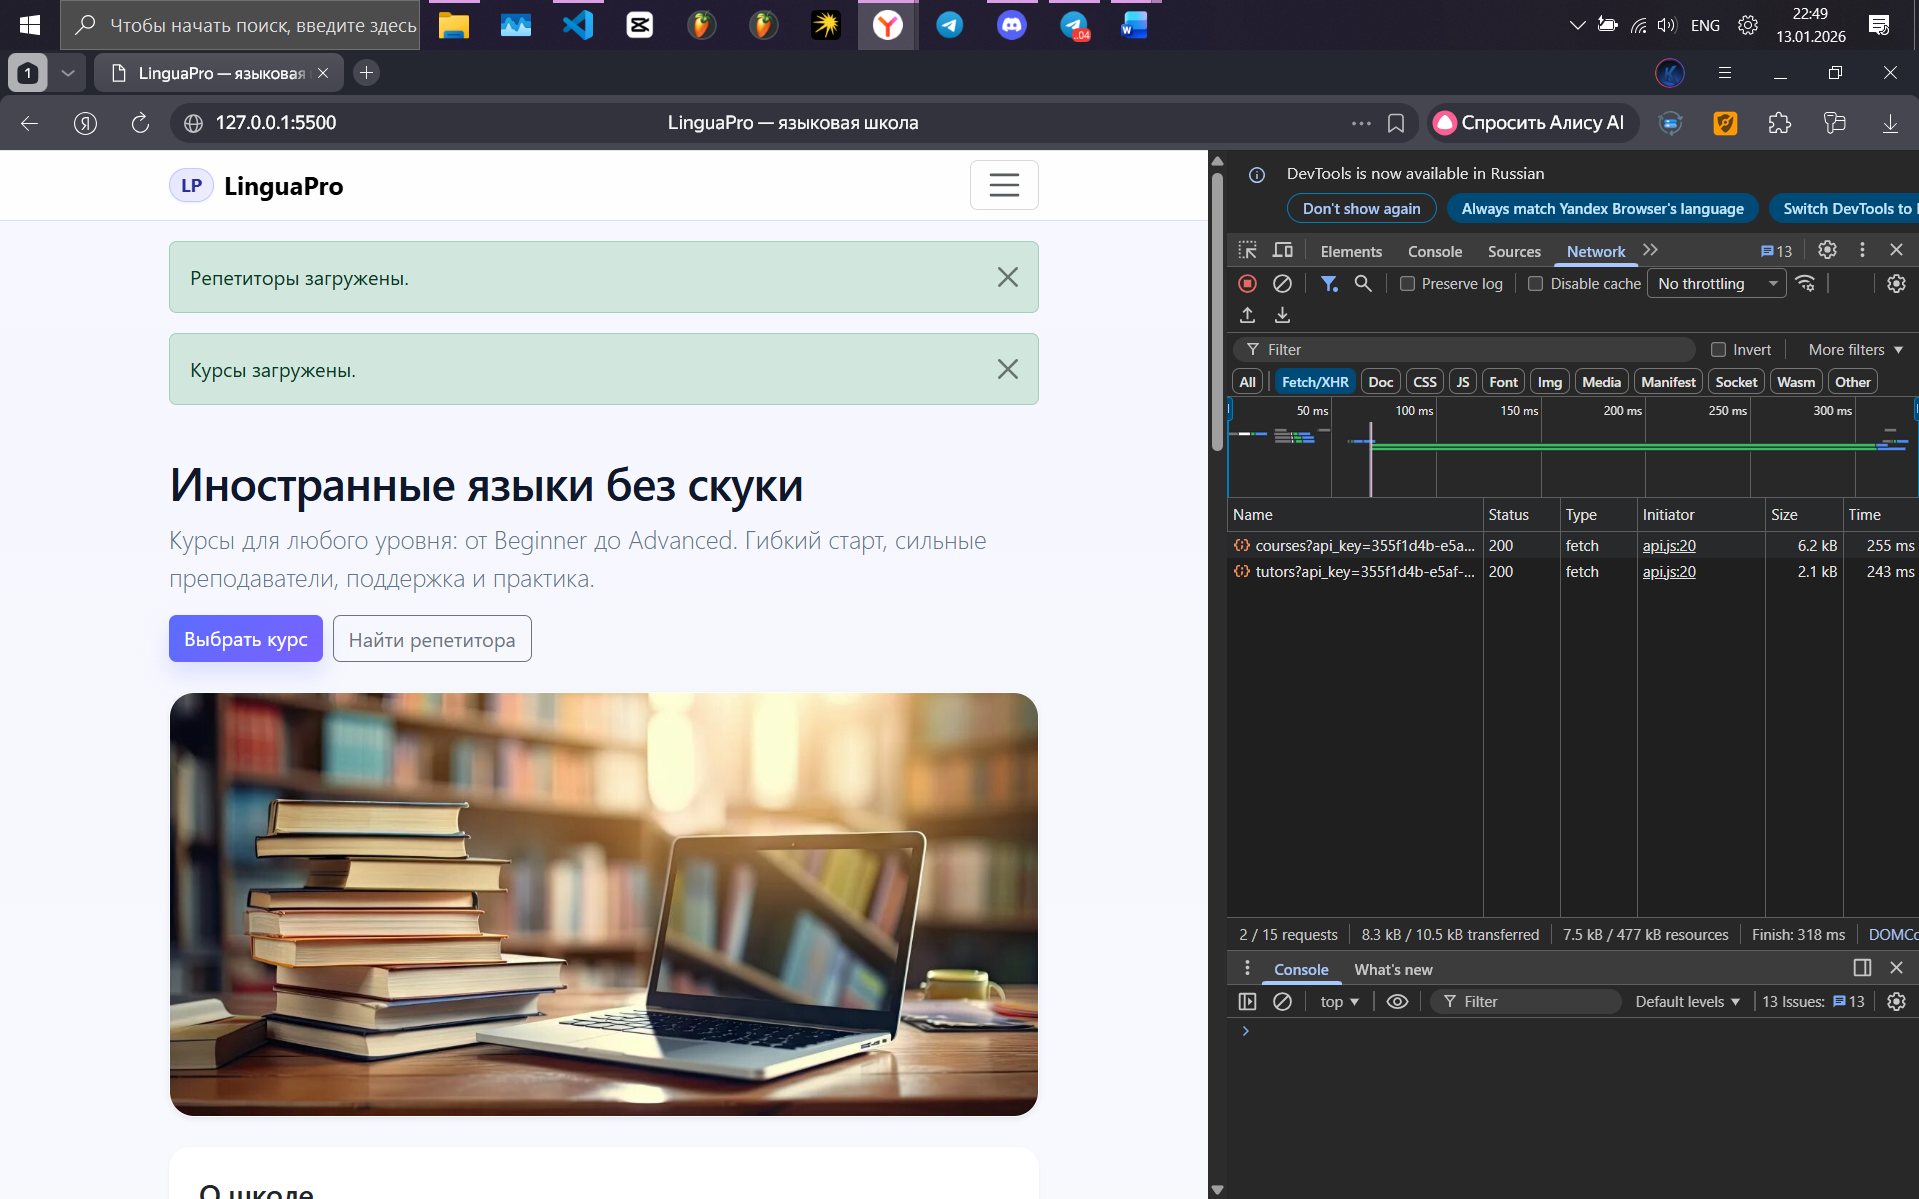 Чтобы начать поиск, введите здесь
..04
ENG
22:49
13.01.2026
1
LinguaPro — языковая
127.0.0.1:5500
LinguaPro — языковая школа
Спросить Алису AI
LP LinguaPro
Репетиторы загружены.
Курсы загружены.
Иностранные языки без скуки
Курсы для любого уровня: от Beginner до Advanced. Гибкий старт, сильные
преподаватели, поддержка и практика.
Выбрать курс
Найти репетитора
О школе
DevTools is now available in Russian
Don't show again
Always match Yandex Browser's language
Switch DevTools to
Elements Console Sources Network 13
Preserve log Disable cache No throttling
Filter Invert More filters
All Fetch/XHR Doc CSS JS Font Img Media Manifest Socket Wasm Other
50 ms 100 ms 150 ms 200 ms 250 ms 300 ms
Name Status Type Initiator Size Time
courses?api_key=355f1d4b-e5a... 200 fetch api.js:20 6.2 kB 255 ms
tutors?api_key=355f1d4b-e5af-... 200 fetch api.js:20 2.1 kB 243 ms
2 / 15 requests 8.3 kB / 10.5 kB transferred 7.5 kB / 477 kB resources Finish: 318 ms DOMCo
Console What's new
top Filter Default levels 13 Issues: 13